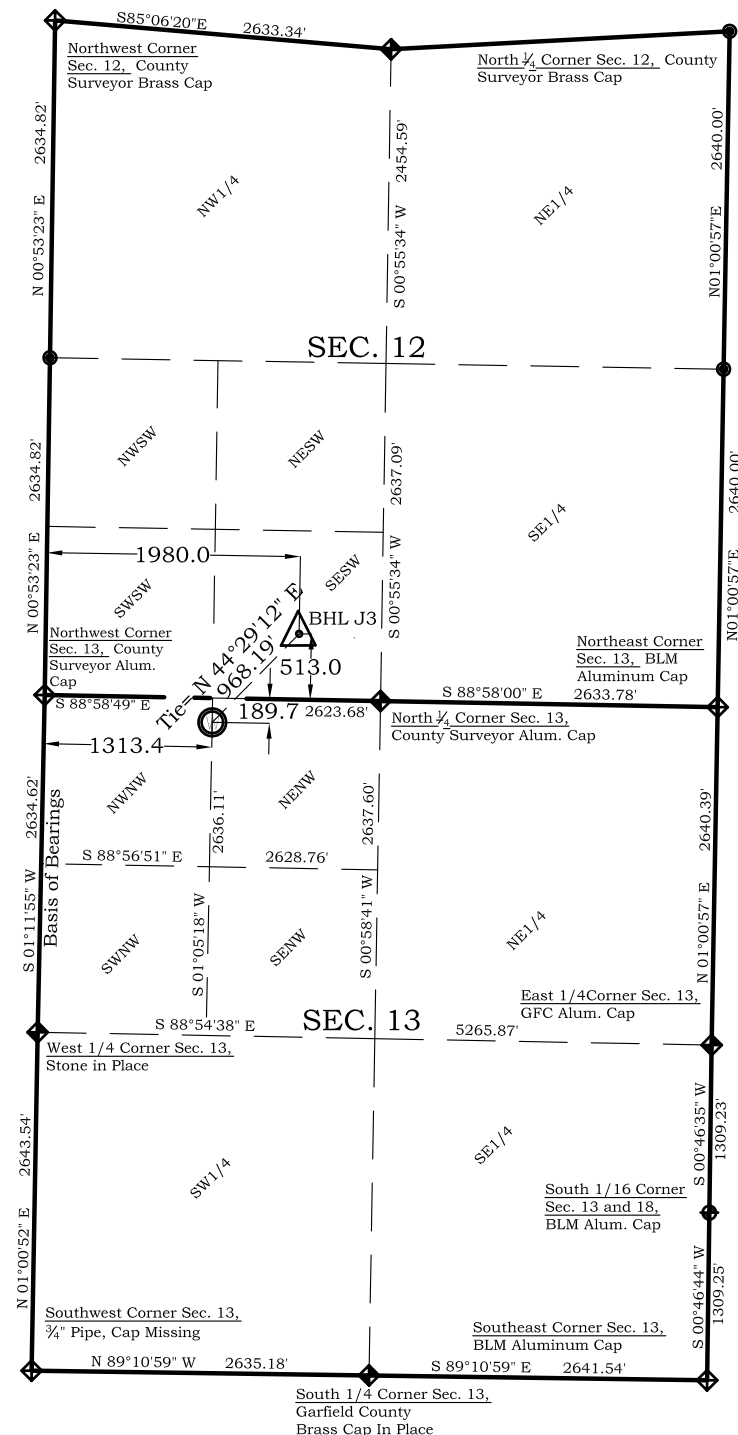 S85°06'20"E 2633.34'
Northwest Corner
Sec. 12, County
Surveyor Brass Cap
North 1/4 Corner Sec. 12, County
Surveyor Brass Cap
2634.82'
N 00°53'23" E
2454.59'
S 00°55'34" W
2640.00'
N01°00'57"E
NW1/4
NE1/4
SEC. 12
NWSW
NESW
2634.82'
N 00°53'23" E
2637.09'
S 00°55'34" W
2640.00'
N01°00'57"E
SE1/4
1980.0
SWSW
SESW
BHL J3
Tie= N 44°29'12" E
968.19'
513.0
Northwest Corner
Sec. 13, County
Surveyor Alum.
Cap
Northeast Corner
Sec. 13, BLM
Aluminum Cap
S 88°58'49" E
189.7
2623.68'
S 88°58'00" E 2633.78'
North 1/4 Corner Sec. 13,
County Surveyor Alum. Cap
1313.4
NWNW
NENW
2634.62'
S 01°11'55" W
Basis of Bearings
2636.11'
S 01°05'18" W
2637.60'
S 00°58'41" W
2640.39'
N 01°00'57" E
S 88°56'51" E 2628.76'
SWNW
SENW
NE1/4
East 1/4Corner Sec. 13,
GFC Alum. Cap
S 88°54'38" E
SEC. 13
5265.87'
West 1/4 Corner Sec. 13,
Stone in Place
2643.54'
N 01°00'52" E
SW1/4
SE1/4
S 00°46'35" W
1309.23'
South 1/16 Corner
Sec. 13 and 18,
BLM Alum. Cap
S 00°46'44" W
1309.25'
Southwest Corner Sec. 13,
¾" Pipe, Cap Missing
Southeast Corner Sec. 13,
BLM Aluminum Cap
N 89°10'59" W 2635.18'
S 89°10'59" E 2641.54'
South 1/4 Corner Sec. 13,
Garfield County
Brass Cap In Place